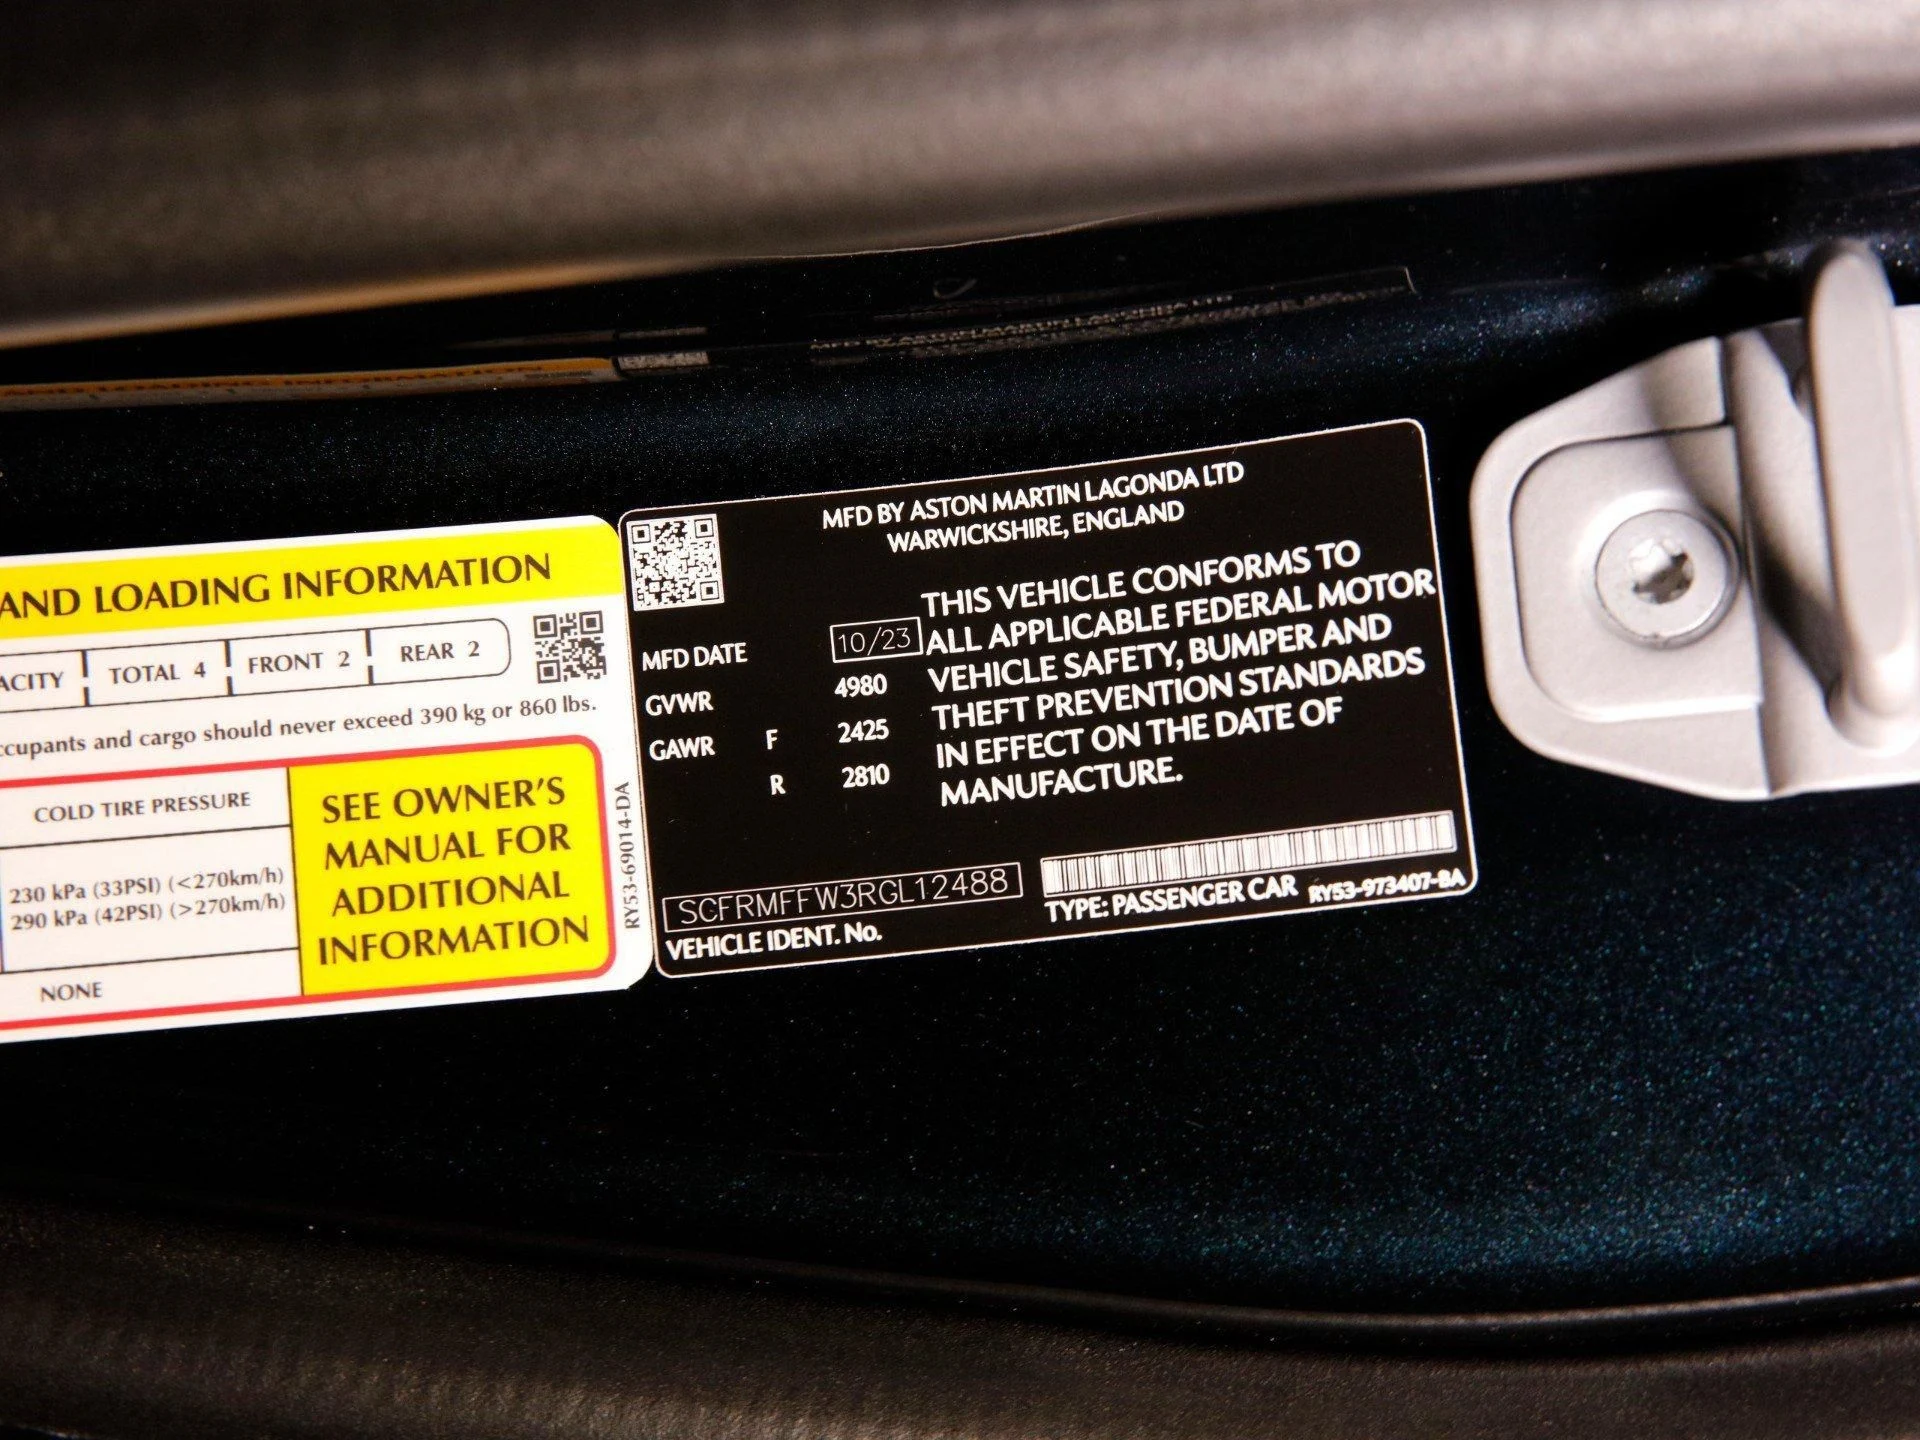 AND LOADING INFORMATION
ACITY TOTAL 4 FRONT 2 REAR 2
ccupants and cargo should never exceed 390 kg or 860 lbs.
COLD TIRE PRESSURE
230 kPa (33PSI) (<270km/h)
290 kPa (42PSI) (>270km/h)
NONE
SEE OWNER'S
MANUAL FOR
ADDITIONAL
INFORMATION
RY53-69014-DA
MFD BY ASTON MARTIN LAGONDA LTD
WARWICKSHIRE, ENGLAND
MFD DATE 10/23
GVWR 4980
GAWR F 2425
R 2810
THIS VEHICLE CONFORMS TO
ALL APPLICABLE FEDERAL MOTOR
VEHICLE SAFETY, BUMPER AND
THEFT PREVENTION STANDARDS
IN EFFECT ON THE DATE OF
MANUFACTURE.
SCFRMFFW3RGL12488
VEHICLE IDENT. No.
TYPE: PASSENGER CAR RY53-973407-BA